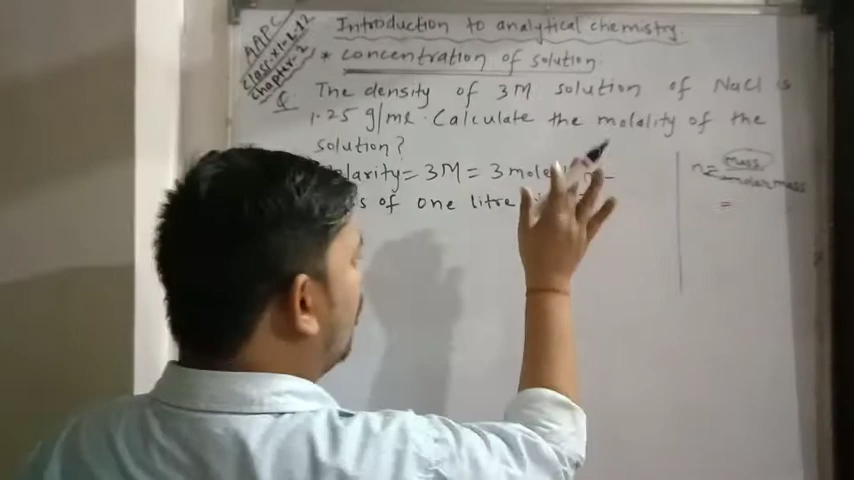 AAPC
Class-XI & 12
Chapter-2
Introduction to analytical chemistry.
* concentration of solution.
Q The density of 3M solution of Nacl is
1.25 g/ml. Calculate the molality of the
solution?
olarity = 3M = 3 mole
of one litre
n = mass
molar mass
=